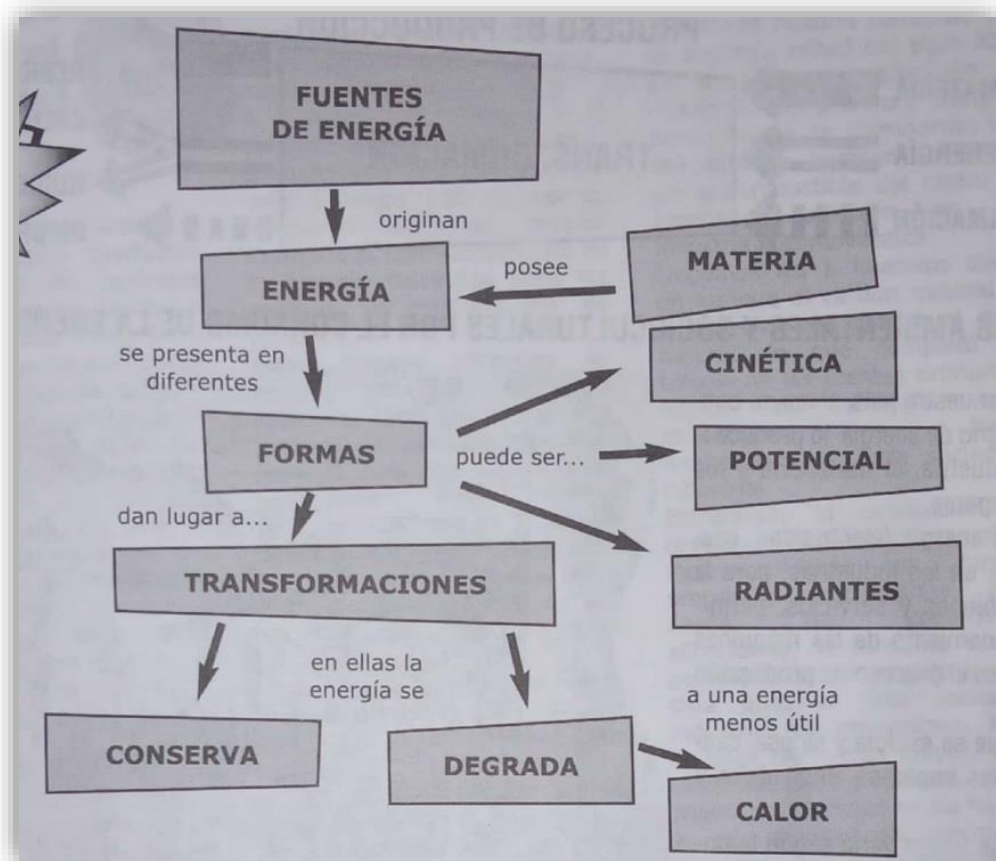 FUENTES
DE ENERGÍA
originan
ENERGÍA
posee
MATERIA
se presenta en
diferentes
CINÉTICA
FORMAS
puede ser...
POTENCIAL
dan lugar a...
TRANSFORMACIONES
RADIANTES
en ellas la
energía se
CONSERVA
DEGRADA
a una energía
menos útil
CALOR